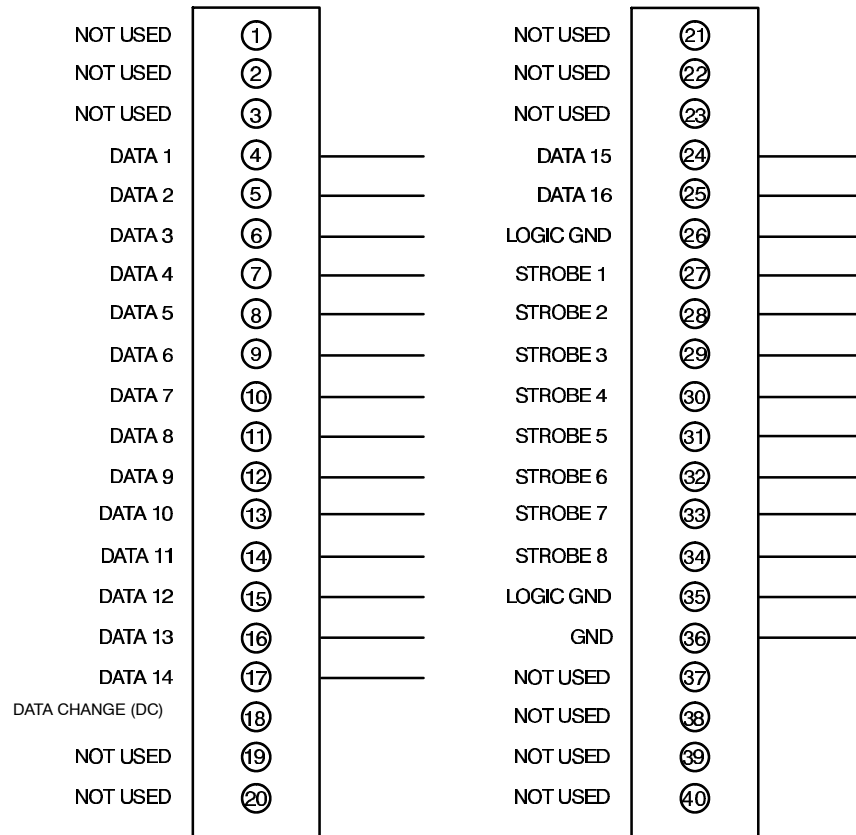 NOT USED 1
NOT USED 2
NOT USED 3
DATA 1 4
DATA 2 5
DATA 3 6
DATA 4 7
DATA 5 8
DATA 6 9
DATA 7 10
DATA 8 11
DATA 9 12
DATA 10 13
DATA 11 14
DATA 12 15
DATA 13 16
DATA 14 17
DATA CHANGE (DC) 18
NOT USED 19
NOT USED 20
NOT USED 21
NOT USED 22
NOT USED 23
DATA 15 24
DATA 16 25
LOGIC GND 26
STROBE 1 27
STROBE 2 28
STROBE 3 29
STROBE 4 30
STROBE 5 31
STROBE 6 32
STROBE 7 33
STROBE 8 34
LOGIC GND 35
GND 36
NOT USED 37
NOT USED 38
NOT USED 39
NOT USED 40